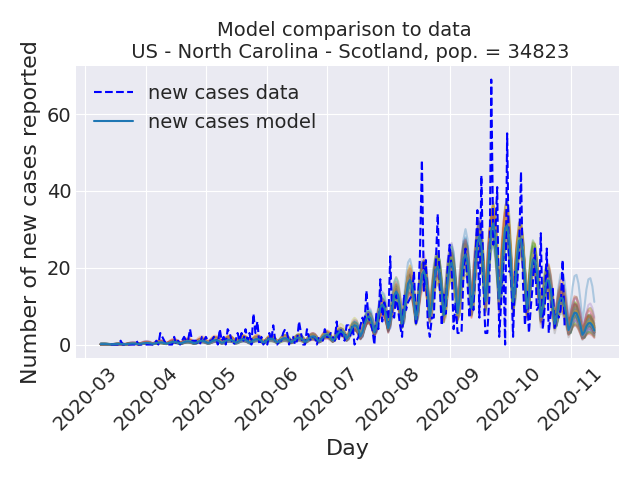 Model comparison to data
US - North Carolina - Scotland, pop. = 34823
Number of new cases reported
60
40
20
0
new cases data
new cases model
2020-03
2020-04
2020-05
2020-06
2020-07
2020-08
2020-09
2020-10
2020-11
Day